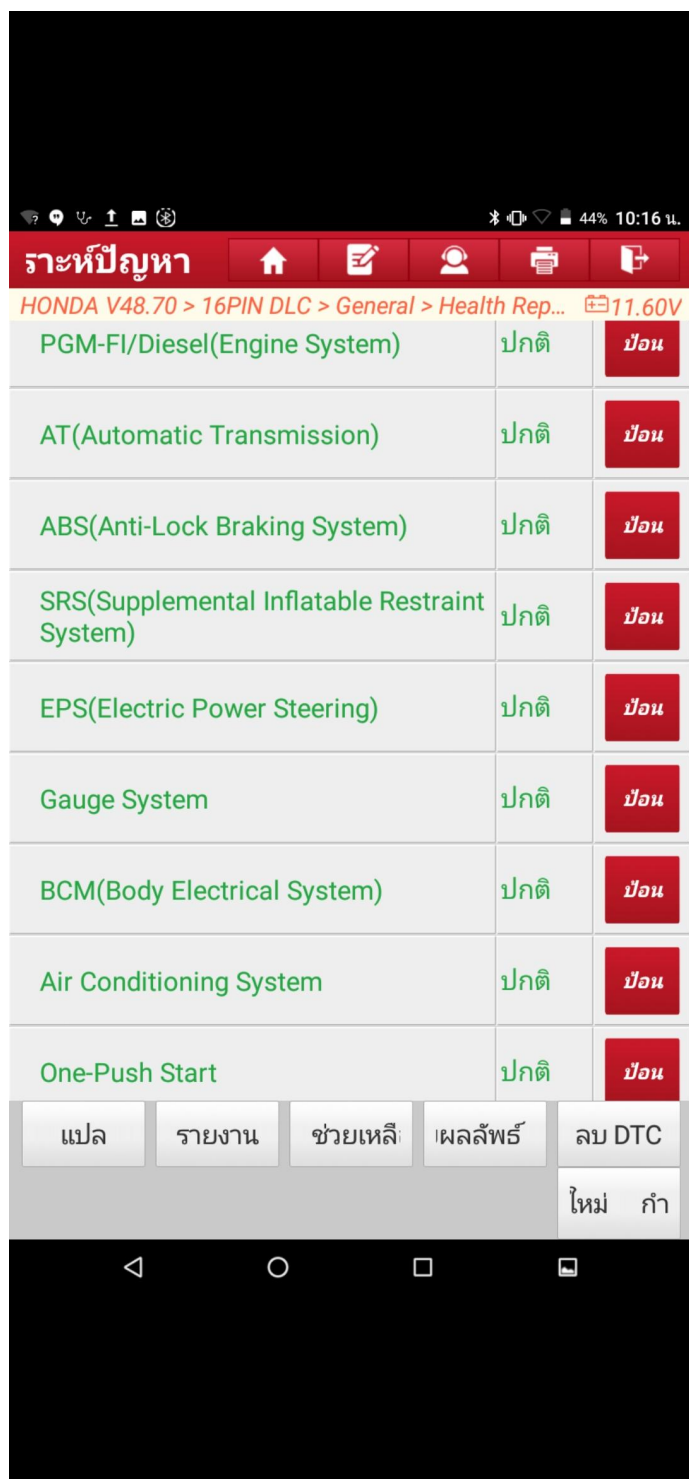 44% 10:16 น.
ราะห์ปัญหา
HONDA V48.70 > 16PIN DLC > General > Health Rep... 11.60V
PGM-FI/Diesel(Engine System) ปกติ ป้อน
AT(Automatic Transmission) ปกติ ป้อน
ABS(Anti-Lock Braking System) ปกติ ป้อน
SRS(Supplemental Inflatable Restraint
System) ปกติ ป้อน
EPS(Electric Power Steering) ปกติ ป้อน
Gauge System ปกติ ป้อน
BCM(Body Electrical System) ปกติ ป้อน
Air Conditioning System ปกติ ป้อน
One-Push Start ปกติ ป้อน
แปล รายงาน ช่วยเหลื ผลลัพธ์ ลบ DTC
ใหม่ กำ